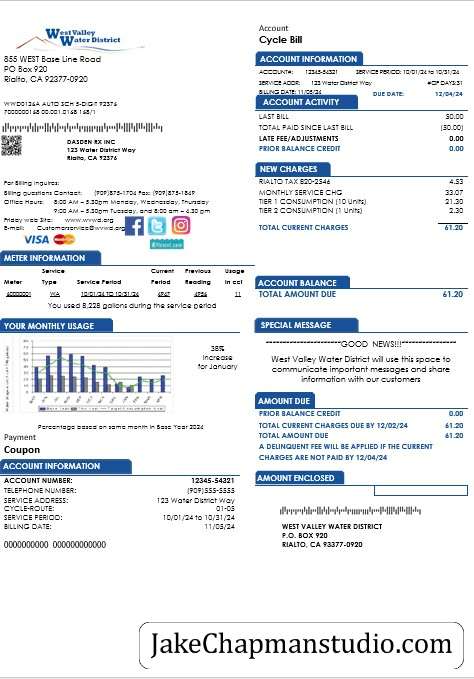 West Valley
Water District
855 WEST Base Line Road
PO Box 920
Rialto, CA 92377-0920
WWD0126A AUTO SCH 5-DIGIT 92376
7000000168 00.001.0168 168/1
DASDEN RX INC
123 Water District Way
Rialto, CA 92376
For Billing Inquires:
Billing questions Contact: (909)875-1704 Fax: (909)875-1849
Office Hours: 8:00 AM – 5:30pm Monday, Wednesday, Thursday
9:00 AM – 5:30pm Tuesday, and 8:00 am – 4:30 pm
Friday web Site: www.wvwd.org
E-mail: Customerservice@wvwd.org
VISA
METER INFORMATION
Service Current Previous Usage
Meter Type Service Period Period Reading in ccl
60000001 WA 10/01/24 TO 10/31/24 6967 6956 11
You used 8,228 gallons during the service period
YOUR MONTHLY USAGE
38%
Increase
for January
Percentage based on same month in Base Year 2024
Payment
Coupon
ACCOUNT INFORMATION
ACCOUNT NUMBER: 12345-54321
TELEPHONE NUMBER: (909)555-5555
SERVICE ADDRESS: 123 Water District Way
CYCLE-ROUTE: 01-05
SERVICE PERIOD: 10/01/24 to 10/31/24
BILLING DATE: 11/05/24
0000000000 000000000000
Account
Cycle Bill
ACCOUNT INFORMATION
ACCOUNT#: 12345-54321 SERVICE PERIOD: 10/01/24 to 10/31/24
SERVICE ADDR: 123 Water District Way #OF DAYS:31
BILLING DATE: 11/05/24 DUE DATE: 12/04/24
ACCOUNT ACTIVITY
LAST BILL 50.00
TOTAL PAID SINCE LAST BILL (50.00)
LATE FEE/ADJUSTMENTS 0.00
PRIOR BALANCE CREDIT 0.00
NEW CHARGES
RIALTO TAX 820-2546 4.53
MONTHLY SERVICE CHG 33.07
TIER 1 CONSUMPTION (10 Units) 21.30
TIER 2 CONSUMPTION (1 Units) 2.30
TOTAL CURRENT CHARGES 61.20
ACCOUNT BALANCE
TOTAL AMOUNT DUE 61.20
SPECIAL MESSAGE
GOOD NEWS!!!
West Valley Water District will use this space to
communicate important messages and share
information with our customers
AMOUNT DUE
PRIOR BALANCE CREDIT 0.00
TOTAL CURRENT CHARGES DUE BY 12/02/24 61.20
TOTAL AMOUNT DUE 61.20
A DELINQUENT FEE WILL BE APPLIED IF THE CURRENT
CHARGES ARE NOT PAID BY 12/04/24
AMOUNT ENCLOSED
WEST VALLEY WATER DISTRICT
P.O. BOX 920
RIALTO, CA 93377-0920
JakeChapmanstudio.com